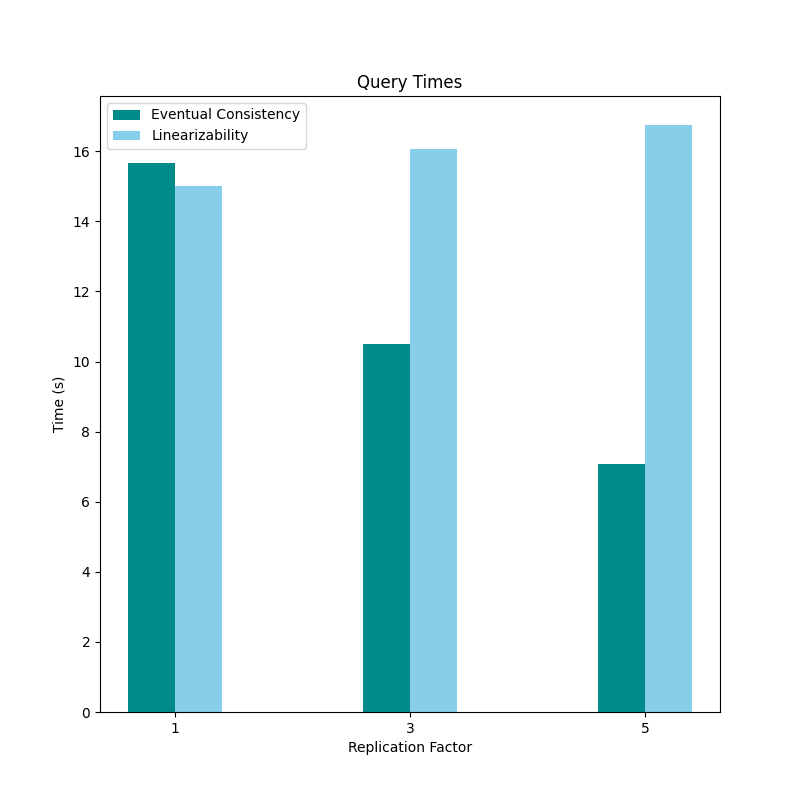 Query Times
Eventual Consistency
Linearizability
Time (s)
16
14
12
10
8
6
4
2
0
1 3 5
Replication Factor